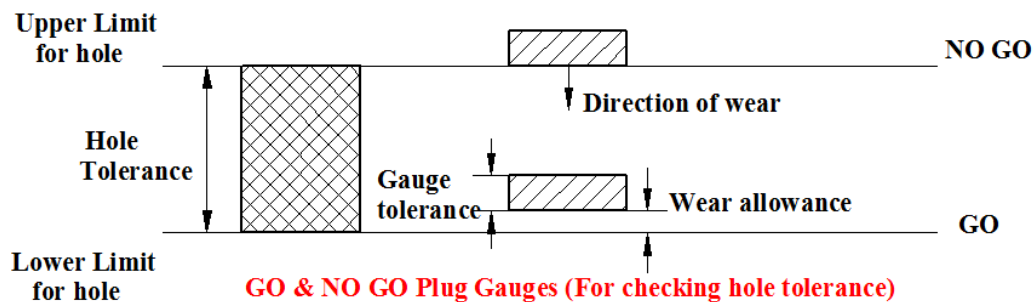 Upper Limit
for hole
NO GO
Direction of wear
Hole
Tolerance
Gauge
tolerance
Wear allowance
GO
Lower Limit
for hole
GO & NO GO Plug Gauges (For checking hole tolerance)